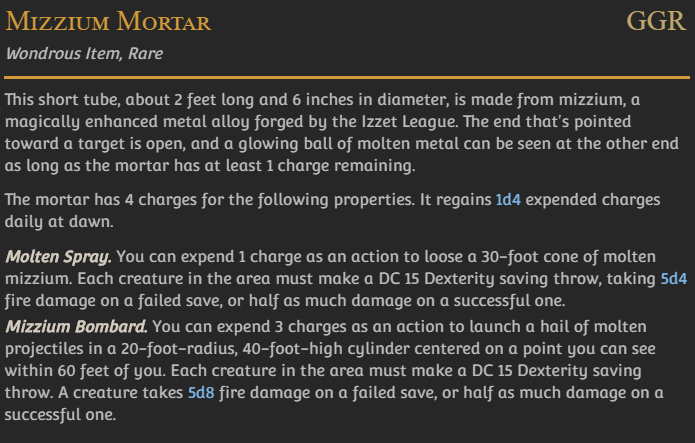 Mizzium Mortar
GGR
Wondrous Item, Rare
This short tube, about 2 feet long and 6 inches in diameter, is made from mizzium, a
magically enhanced metal alloy forged by the Izzet League. The end that's pointed
toward a target is open, and a glowing ball of molten metal can be seen at the other end
as long as the mortar has at least 1 charge remaining.
The mortar has 4 charges for the following properties. It regains 1d4 expended charges
daily at dawn.
Molten Spray. You can expend 1 charge as an action to loose a 30-foot cone of molten
mizzium. Each creature in the area must make a DC 15 Dexterity saving throw, taking 5d4
fire damage on a failed save, or half as much damage on a successful one.
Mizzium Bombard. You can expend 3 charges as an action to launch a hail of molten
projectiles in a 20-foot-radius, 40-foot-high cylinder centered on a point you can see
within 60 feet of you. Each creature in the area must make a DC 15 Dexterity saving
throw. A creature takes 5d8 fire damage on a failed save, or half as much damage on a
successful one.